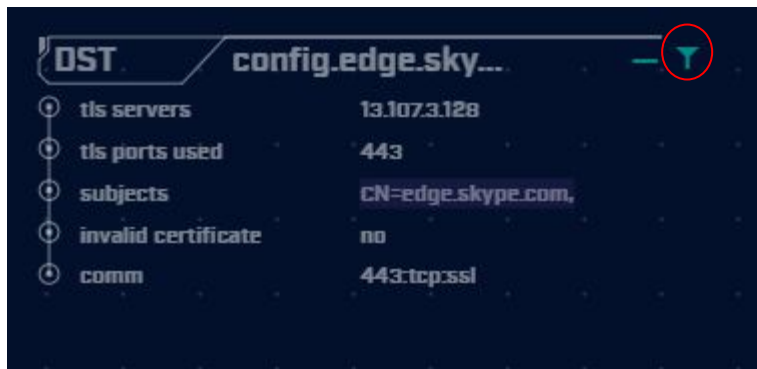 DST config.edge.sky...
tls servers 13.107.3.128
tls ports used 443
subjects CN=edge.skype.com,
invalid certificate no
comm 443:tcp:ssl